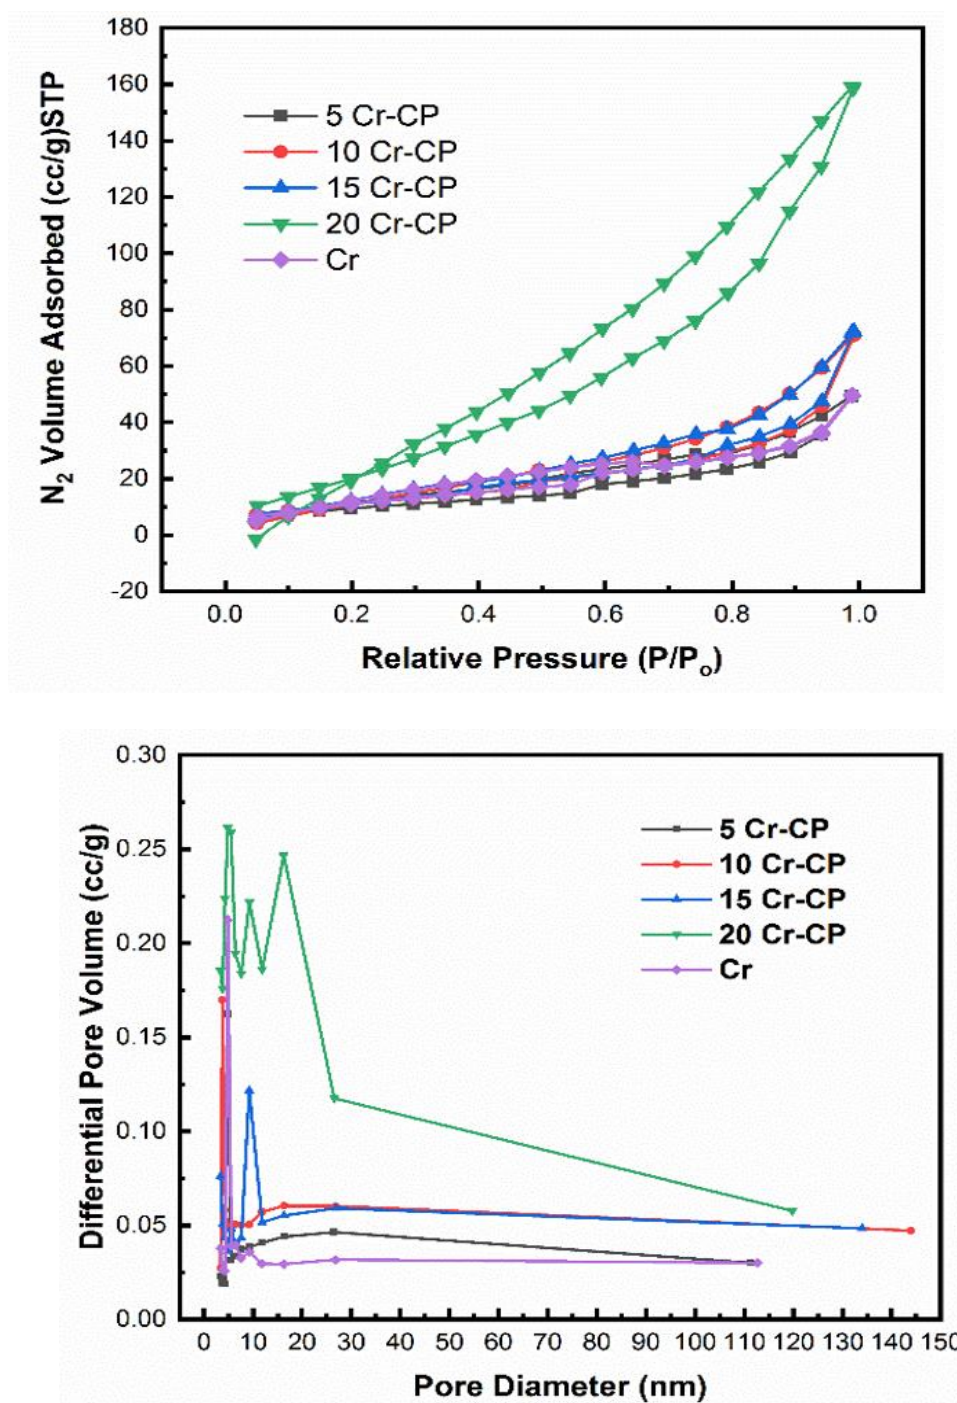 180
160
140
120
100
80
60
40
20
0
-20
N2 Volume Adsorbed (cc/g)STP
5 Cr-CP
10 Cr-CP
15 Cr-CP
20 Cr-CP
Cr
0.0 0.2 0.4 0.6 0.8 1.0
Relative Pressure (P/Po)
0.30
0.25
0.20
0.15
0.10
0.05
0.00
Differential Pore Volume (cc/g)
5 Cr-CP
10 Cr-CP
15 Cr-CP
20 Cr-CP
Cr
0 10 20 30 40 50 60 70 80 90 100 110 120 130 140 150
Pore Diameter (nm)